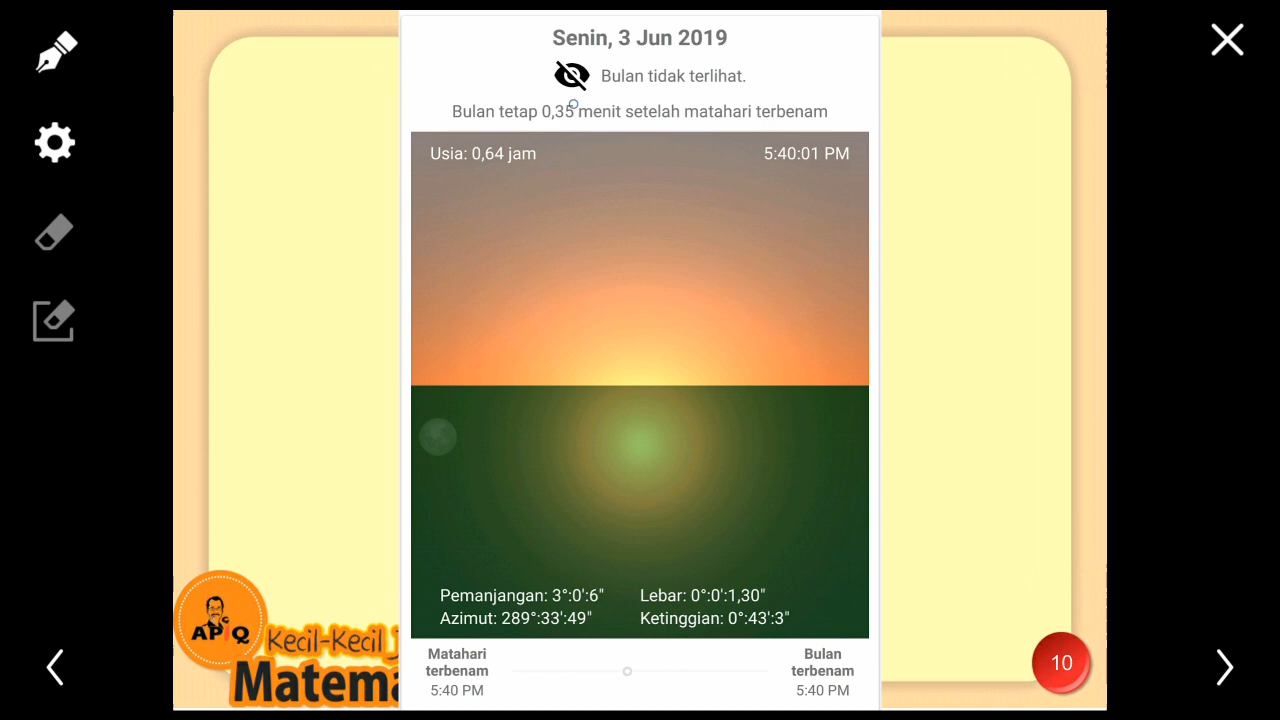 Senin, 3 Jun 2019
Bulan tidak terlihat.
Bulan tetap 0,35 menit setelah matahari terbenam
Usia: 0,64 jam
5:40:01 PM
Pemanjangan: 3°:0':6"
Lebar: 0°:0':1,30"
Azimut: 289°:33':49"
Ketinggian: 0°:43':3"
Matahari
terbenam
5:40 PM
Bulan
terbenam
5:40 PM
APIQ
Kecil-Kecil
Matema
10